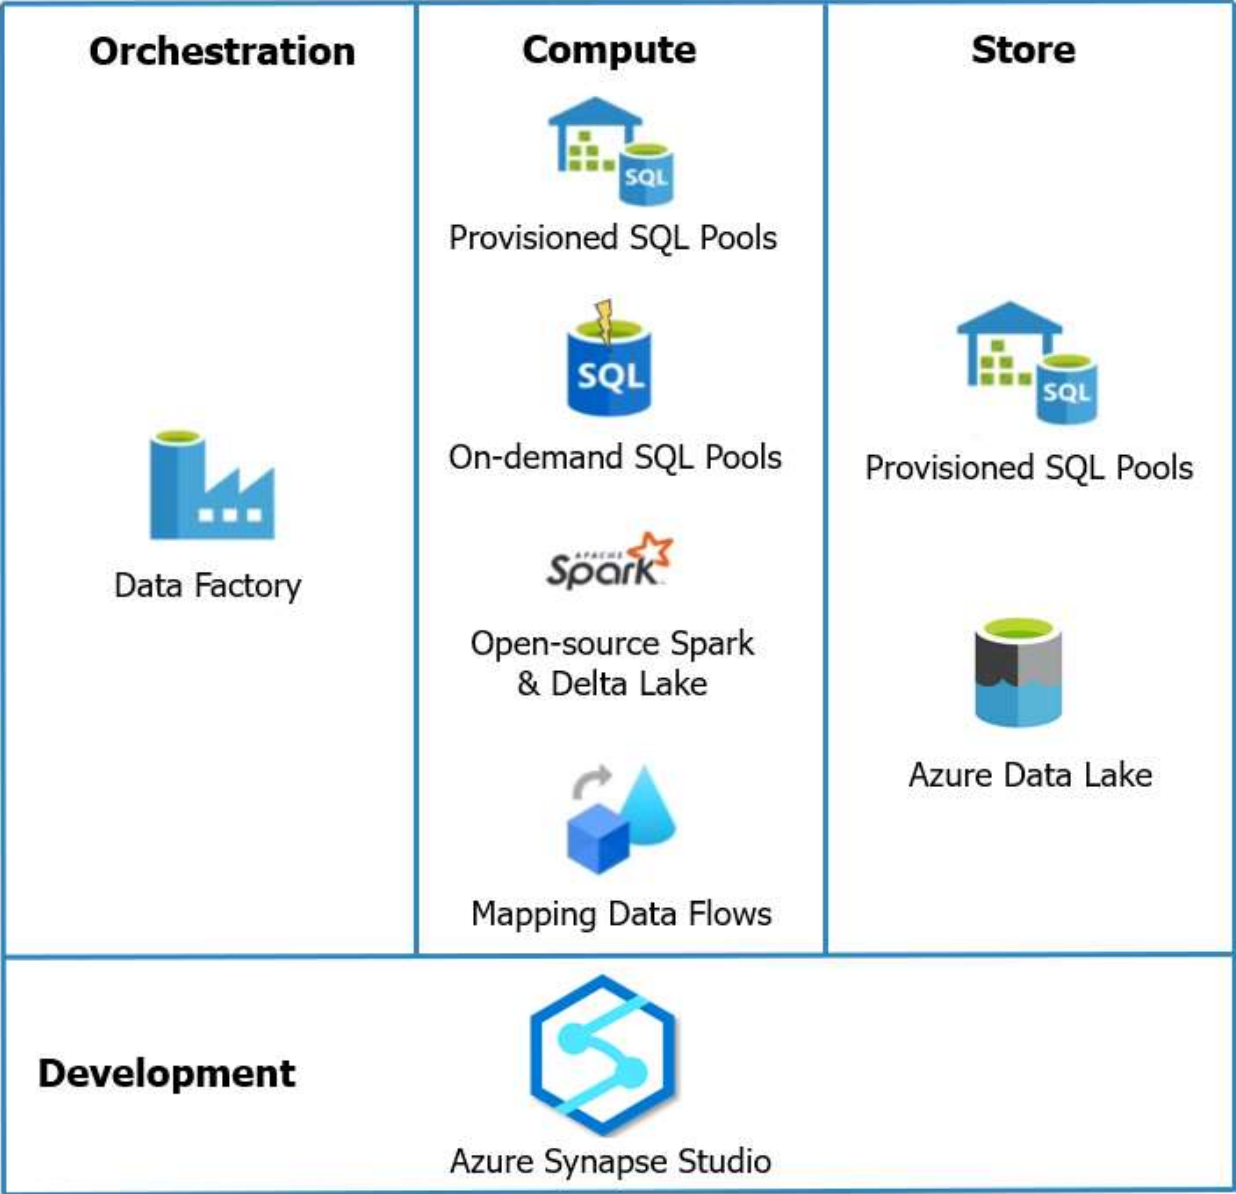 Orchestration
Data Factory
Compute
SQL
Provisioned SQL Pools
SQL
On-demand SQL Pools
APACHE
Spark
Open-source Spark
& Delta Lake
Mapping Data Flows
Store
SQL
Provisioned SQL Pools
Azure Data Lake
Development
Azure Synapse Studio